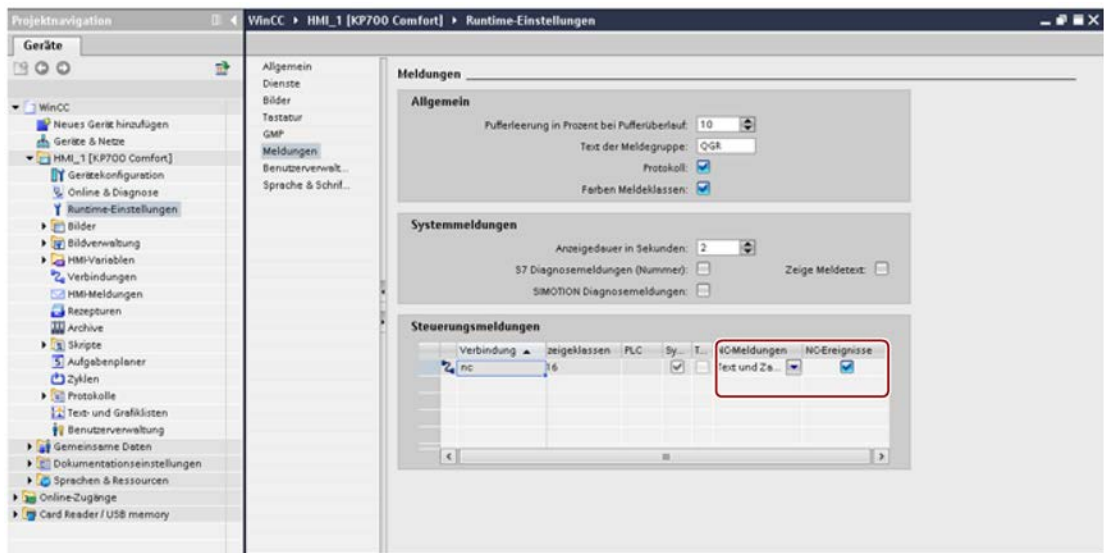 Projektnavigation
WinCC ▸ HMI_1 [KP700 Comfort] ▸ Runtime-Einstellungen
Geräte
WinCC
Neues Gerät hinzufügen
Geräte & Netze
HMI_1 [KP700 Comfort]
Gerätekonfiguration
Online & Diagnose
Runtime-Einstellungen
Bilder
Bildverwaltung
HMI-Variablen
Verbindungen
HMI-Meldungen
Rezepturen
Archive
Skripte
Aufgabenplaner
Zyklen
Protokolle
Text- und Grafiklisten
Benutzerverwaltung
Gemeinsame Daten
Dokumentationseinstellungen
Sprachen & Ressourcen
Online-Zugänge
Card Reader / USB memory
Allgemein
Dienste
Bilder
Tastatur
GMP
Meldungen
Benutzerverwalt...
Sprache & Schrif...
Meldungen
Allgemein
Pufferleerung in Prozent bei Pufferüberlauf: 10
Text der Meldegruppe: QGR
Protokoll:
Farben Meldeklassen:
Systemmeldungen
Anzeigedauer in Sekunden: 2
S7 Diagnosemeldungen (Nummer): Zeige Meldetext:
SIMOTION Diagnosemeldungen:
Steuerungsmeldungen
Verbindung zeigeklassen PLC Sy... T... NC-Meldungen NC-Ereignisse
nc 16 Text und Za...